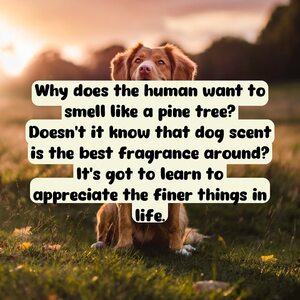 Why does the human want to
smell like a pine tree?
Doesn't it know that dog scent
is the best fragrance around?
It's got to learn to
appreciate the finer things in
life.